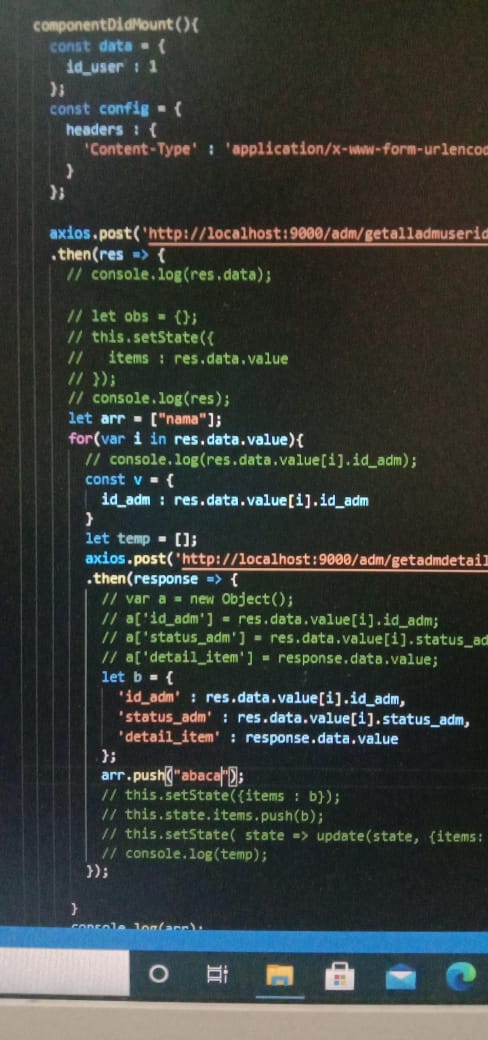 componentDidMount(){
const data = {
id_user : 1
};
const config = {
headers : {
'Content-Type' : 'application/x-www-form-urlencod
}
};
axios.post('http://localhost:9000/adm/getalladmuserid
.then(res => {
// console.log(res.data);
// let obs = {};
// this.setState({
//   items : res.data.value
// });
// console.log(res);
let arr = ["nama"];
for(var i in res.data.value){
// console.log(res.data.value[i].id_adm);
const v = {
id_adm : res.data.value[i].id_adm
}
let temp = [];
axios.post('http://localhost:9000/adm/getadmdetail
.then(response => {
// var a = new Object();
// a['id_adm'] = res.data.value[i].id_adm;
// a['status_adm'] = res.data.value[i].status_ad
// a['detail_item'] = response.data.value;
let b = {
'id_adm' : res.data.value[i].id_adm,
'status_adm' : res.data.value[i].status_adm,
'detail_item' : response.data.value
};
arr.push("abaca");
// this.setState({items : b});
// this.state.items.push(b);
// this.setState( state => update(state, {items:
// console.log(temp);
});
}
console.log(arr);